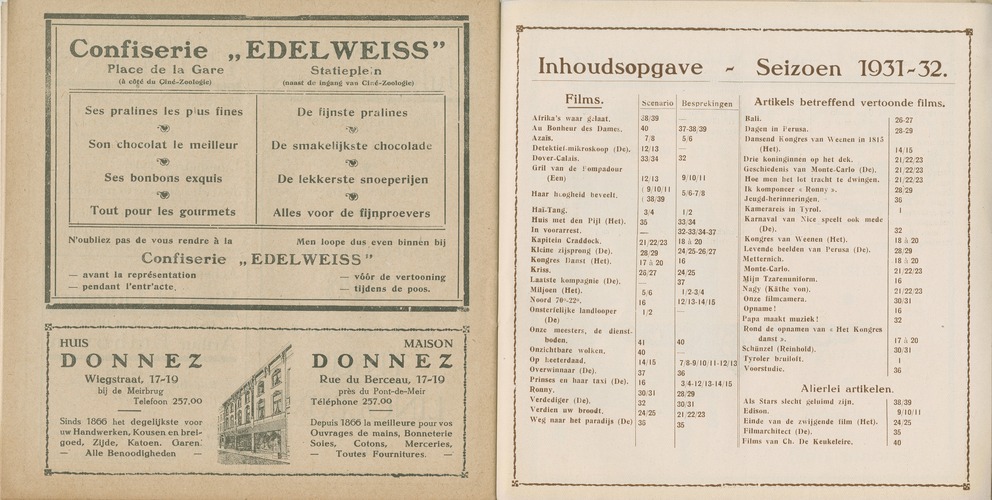 Confiserie „EDELWEISS”
Place de la Gare
(à côté du Ciné-Zoologie)
Statieplein
(naast de ingang van Ciné-Zoologie)
Ses pralines les plus fines
Son chocolat le meilleur
Ses bonbons exquis
Tout pour les gourmets
De fijnste pralines
De smakelijkste chocolade
De lekkerste snoeperijen
Alles voor de fijnproevers
N'oubliez pas de vous rendre à la
Men loope dus even binnen bij
Confiserie „EDELWEISS”
— avant la représentation
— pendant l'entr'acte.
— vóór de vertooning
— tijdens de poos.
HUIS
DONNEZ
Wiegstraat, 17-19
bij de Meirbrug
Telefoon 257,00
Sinds 1866 het degelijkste voor
uw Handwerken, Kousen en brei-
goed, Zijde, Katoen. Garen.
— Alle Benoodigheden —
MAISON
DONNEZ
Rue du Berceau, 17-19
près du Pont-de-Meir
Téléphone 257.00
Depuis 1866 la meilleure pour vos
Ouvrages de mains, Bonneterie
Soies, Cotons, Merceries,
— Toutes Fournitures. —
Inhoudsopgave - Seizoen 1931-32.
Films. Scenario Besprekingen
Afrika's waar gelaat. 38/39 —
Au Bonheur des Dames. 40 37-38/39
Azaïs. 7/8 5/6
Detektief-mikroskoop (De). 12/13 —
Dover-Calais. 33/34 32
Gril van de Pompadour
(Een) 12/13 9/10/11
Haar hoogheid beveelt. ( 9/10/11 5/6-7/8
( 38/39
Haï-Tang. 3/4 1/2
Huis met den Pijl (Het). 35 33/34
In voorarrest. — 32-33/34-37
Kapitein Craddock. 21/22/23 18 à 20
Kleine zijsprong (De). 28/29 24/25-26/27
Kongres Danst (Het). 17 à 20 16
Kriss. 26/27 24/25
Laatste kompagnie (De). — 37
Miljoen (Het). 5/6 1/2-3/4
Noord 70°-22°. 16 12/13-14/15
Onsterfelijke landlooper
(De) 1/2 —
Onze meesters, de dienst-
boden. 41 40
Onzichtbare wolken. 40 —
Op beeterdaad. 14/15 7/8-9/10/11-12/13
Overwinnaar (De). 37 36
Prinses en haar taxi (De). 16 3/4-12/13-14/15
Ronny. 30/31 28/29
Verdediger (De). 32 30/31
Verdien uw broodt. 24/25 21/22/23
Weg naar het paradijs (De) 35 35
Artikels betreffend vertoonde films.
Bali. 26-27
Dagen in Perusa. 28-29
Dansend Kongres van Weenen in 1815
(Het). 14/15
Drie koninginnen op het dek. 21/22/23
Geschiedenis van Monte-Carlo (De). 21/22/23
Hoe men het lot tracht te dwingen. 21/22/23
Ik komponeer « Ronny ». 28/29
Jeugd-herinneringen. 36
Kamerareis in Tyrol. 1
Karnaval van Nice speelt ook mede
(De). 32
Kongres van Weenen (Het). 18 à 20
Levende beelden van Perusa (De). 28/29
Metternich. 18 à 20
Monte-Carlo. 21/22/23
Mijn Tzarenuniform. 16
Nagy (Käthe von). 21/22/23
Onze filmcamera. 30/31
Opname! 16
Papa maakt muziek! 32
Rond de opnamen van « Het Kongres
danst ». 17 à 20
Schünzel (Reinhold). 30/31
Tyroler bruiloft. 1
Voorstudie. 36
Allerlei artikelen.
Als Stars slecht geluimd zijn. 38/39
Edison. 9/10/11
Einde van de zwijgende film (Het). 24/25
Filmarchitect (De). 35
Films van Ch. De Keukeleire. 40